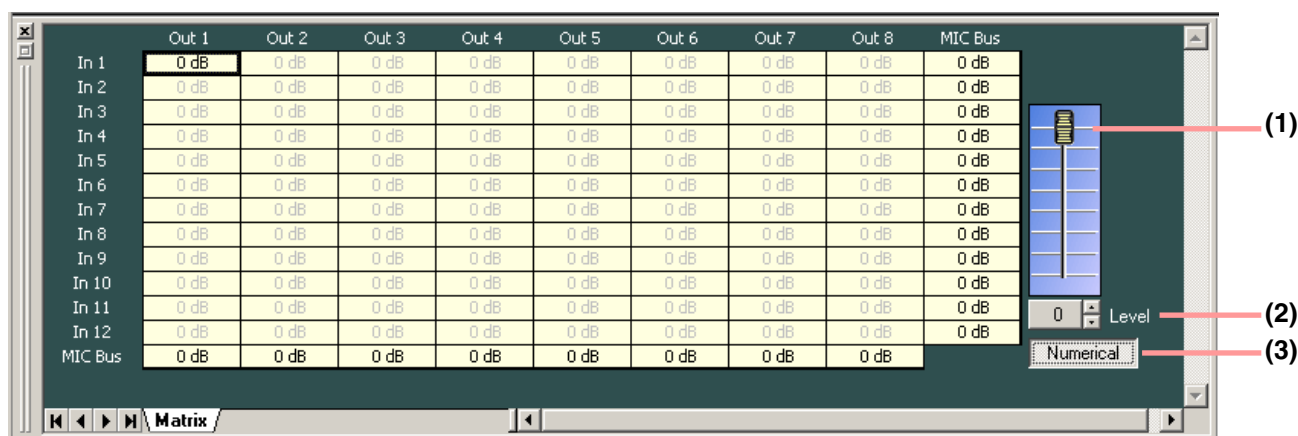 Out 1 Out 2 Out 3 Out 4 Out 5 Out 6 Out 7 Out 8 MIC Bus
In 1 0 dB 0 dB 0 dB 0 dB 0 dB 0 dB 0 dB 0 dB 0 dB
In 2 0 dB 0 dB 0 dB 0 dB 0 dB 0 dB 0 dB 0 dB 0 dB
In 3 0 dB 0 dB 0 dB 0 dB 0 dB 0 dB 0 dB 0 dB 0 dB
In 4 0 dB 0 dB 0 dB 0 dB 0 dB 0 dB 0 dB 0 dB 0 dB (1)
In 5 0 dB 0 dB 0 dB 0 dB 0 dB 0 dB 0 dB 0 dB 0 dB
In 6 0 dB 0 dB 0 dB 0 dB 0 dB 0 dB 0 dB 0 dB 0 dB
In 7 0 dB 0 dB 0 dB 0 dB 0 dB 0 dB 0 dB 0 dB 0 dB
In 8 0 dB 0 dB 0 dB 0 dB 0 dB 0 dB 0 dB 0 dB 0 dB
In 9 0 dB 0 dB 0 dB 0 dB 0 dB 0 dB 0 dB 0 dB 0 dB
In 10 0 dB 0 dB 0 dB 0 dB 0 dB 0 dB 0 dB 0 dB 0 dB
In 11 0 dB 0 dB 0 dB 0 dB 0 dB 0 dB 0 dB 0 dB 0 dB 0 Level (2)
In 12 0 dB 0 dB 0 dB 0 dB 0 dB 0 dB 0 dB 0 dB 0 dB
MIC Bus 0 dB 0 dB 0 dB 0 dB 0 dB 0 dB 0 dB 0 dB Numerical (3)
Matrix